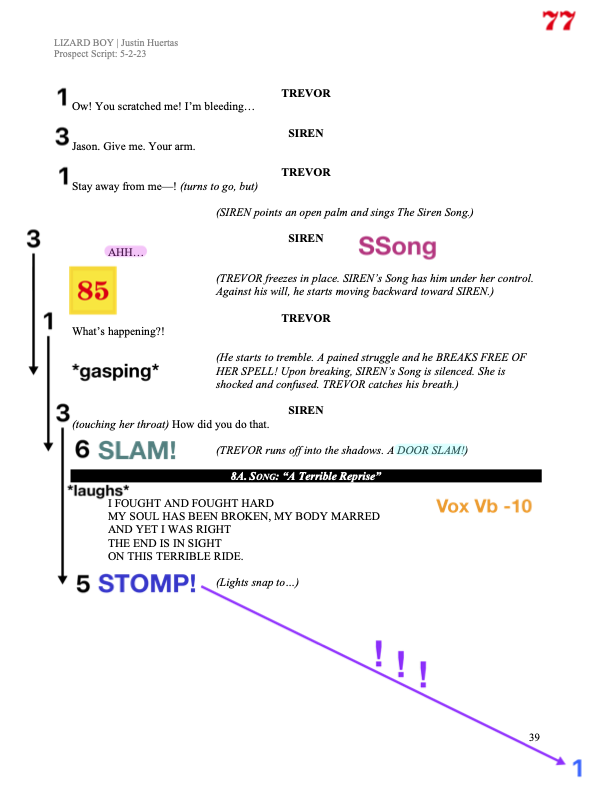 77
LIZARD BOY | Justin Huertas
Prospect Script: 5-2-23
TREVOR
1 Ow! You scratched me! I'm bleeding…
SIREN
3 Jason. Give me. Your arm.
TREVOR
1 Stay away from me—! (turns to go, but)
(SIREN points an open palm and sings The Siren Song.)
3 SIREN SSong
AHH…
85 (TREVOR freezes in place. SIREN's Song has him under her control.
Against his will, he starts moving backward toward SIREN.)
1 TREVOR
What's happening?!
(He starts to tremble. A pained struggle and he BREAKS FREE OF
*gasping* HER SPELL! Upon breaking, SIREN's Song is silenced. She is
shocked and confused. TREVOR catches his breath.)
3 SIREN
(touching her throat) How did you do that.
6 SLAM! (TREVOR runs off into the shadows. A DOOR SLAM!)
8A. SONG: “A Terrible Reprise”
*laughs*
I FOUGHT AND FOUGHT HARD Vox Vb -10
MY SOUL HAS BEEN BROKEN, MY BODY MARRED
AND YET I WAS RIGHT
THE END IS IN SIGHT
ON THIS TERRIBLE RIDE.
5 STOMP! (Lights snap to…)
! ! !
39
1